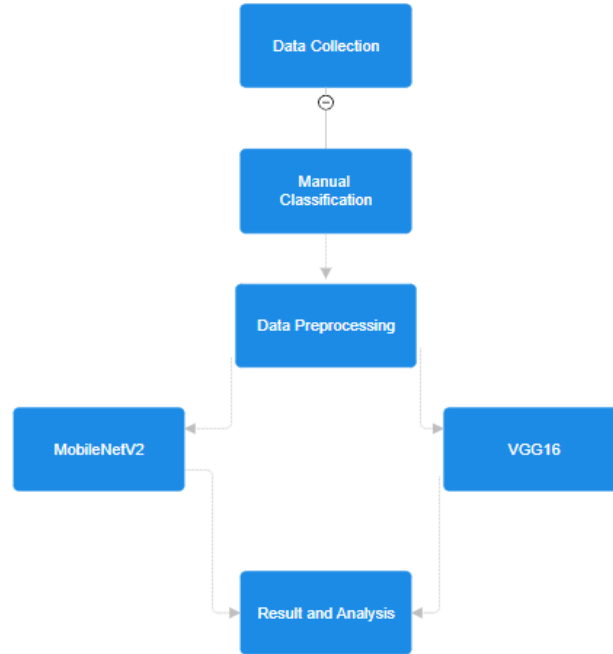 Data Collection
Manual
Classification
Data Preprocessing
MobileNetV2
VGG16
Result and Analysis